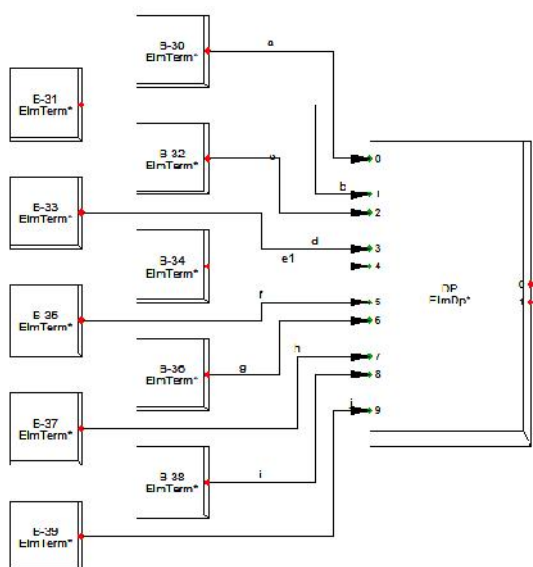 B-30
ElmTerm*
a
B-31
ElmTerm*
B-32
ElmTerm*
c
0
b
1
2
B-33
ElmTerm*
d
3
e1
4
B-34
ElmTerm*
DP
ElmDp*
0
1
B-35
ElmTerm*
f
5
6
B-36
ElmTerm*
g
h
7
8
B-37
ElmTerm*
j
9
B-38
ElmTerm*
i
B-39
ElmTerm*